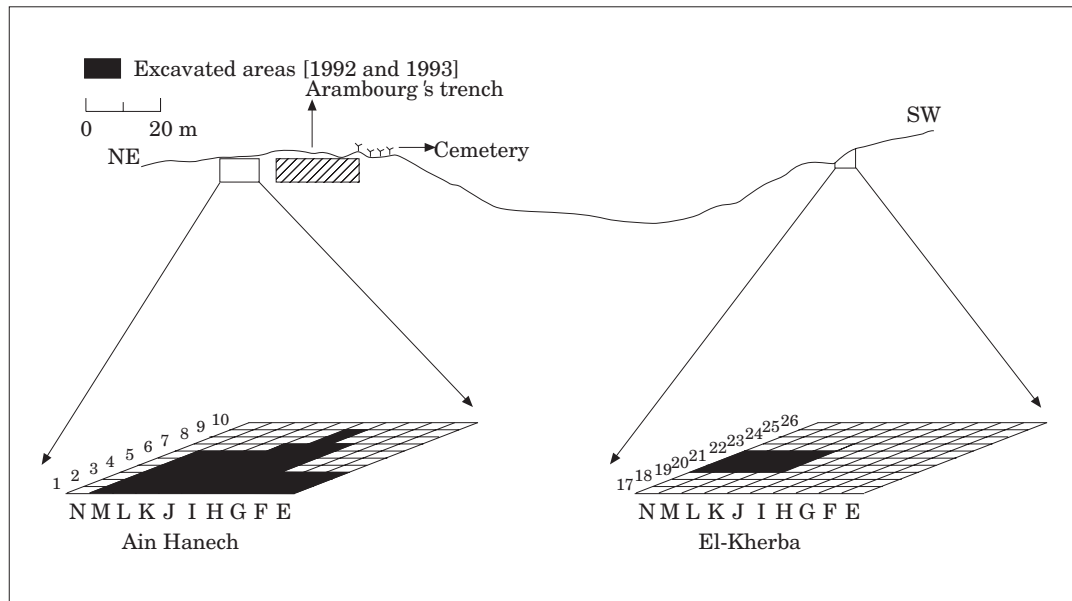 Excavated areas [1992 and 1993]
Arambourg's trench
0 20 m
NE
Cemetery
SW
10
9
8
7
6
5
4
3
2
1
N M L K J I H G F E
Ain Hanech
26
25
24
23
22
21
20
19
18
17
N M L K J I H G F E
El-Kherba